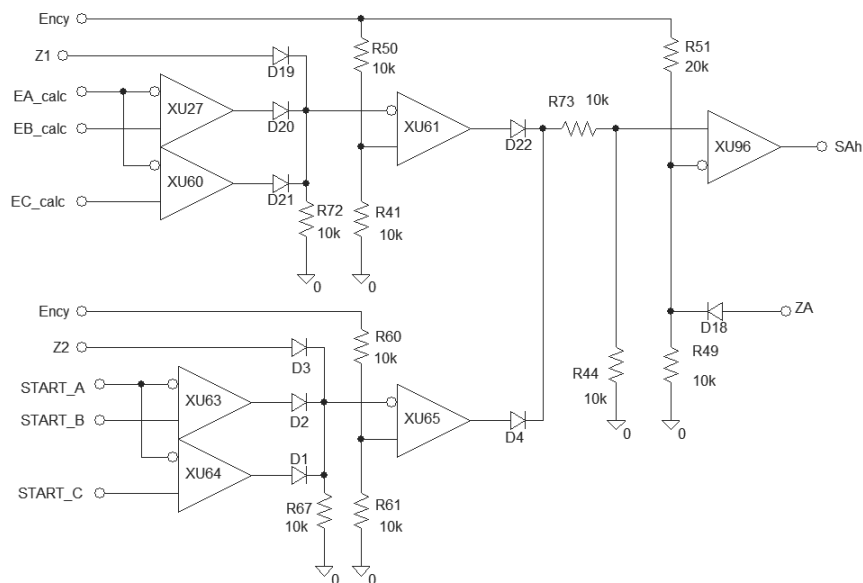 Ency
Z1
D19
R50
10k
R51
20k
EA_calc
XU27
EB_calc
D20
XU61
D22
R73
10k
XU96
SAh
XU60
EC_calc
D21
R72
10k
R41
10k
0
0
Ency
ZA
D18
Z2
D3
R60
10k
R44
10k
R49
10k
START_A
XU63
START_B
D2
XU65
D4
0
0
D1
XU64
START_C
R67
10k
R61
10k
0
0